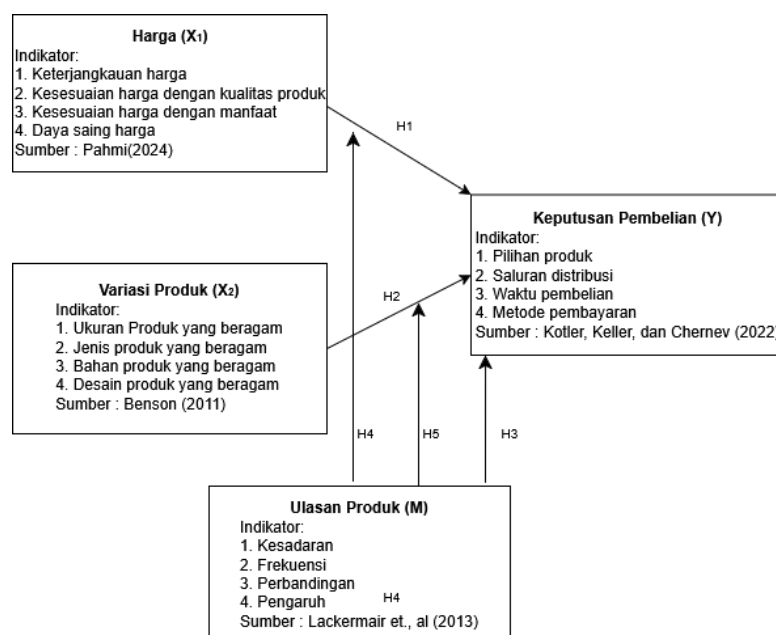 Harga (X₁)
Indikator:
1. Keterjangkauan harga
2. Kesesuaian harga dengan kualitas produk
3. Kesesuaian harga dengan manfaat
4. Daya saing harga
Sumber : Pahmi(2024)
H1
Keputusan Pembelian (Y)
Indikator:
1. Pilihan produk
2. Saluran distribusi
3. Waktu pembelian
4. Metode pembayaran
Sumber : Kotler, Keller, dan Chernev (2022)
Variasi Produk (X₂)
Indikator:
1. Ukuran Produk yang beragam
2. Jenis produk yang beragam
3. Bahan produk yang beragam
4. Desain produk yang beragam
Sumber : Benson (2011)
H2
H4
H5
H3
Ulasan Produk (M)
Indikator:
1. Kesadaran
2. Frekuensi
3. Perbandingan
4. Pengaruh
H4
Sumber : Lackermair et., al (2013)